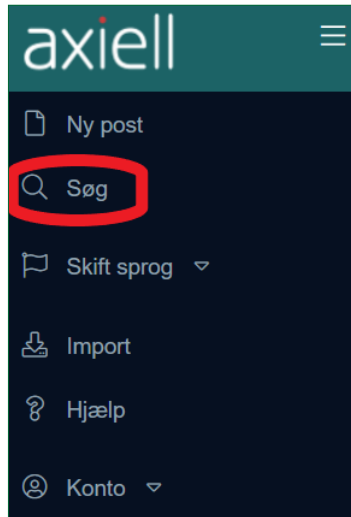 axiell
Ny post
Søg
Skift sprog
Import
Hjælp
Konto